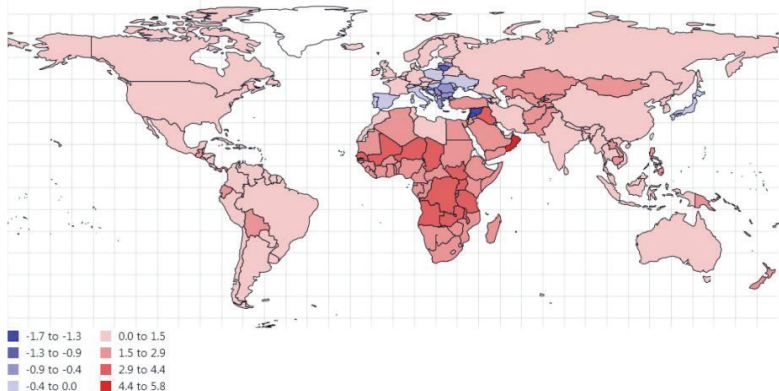 -1.7 to -1.3
-1.3 to -0.9
-0.9 to -0.4
-0.4 to 0.0
0.0 to 1.5
1.5 to 2.9
2.9 to 4.4
4.4 to 5.8